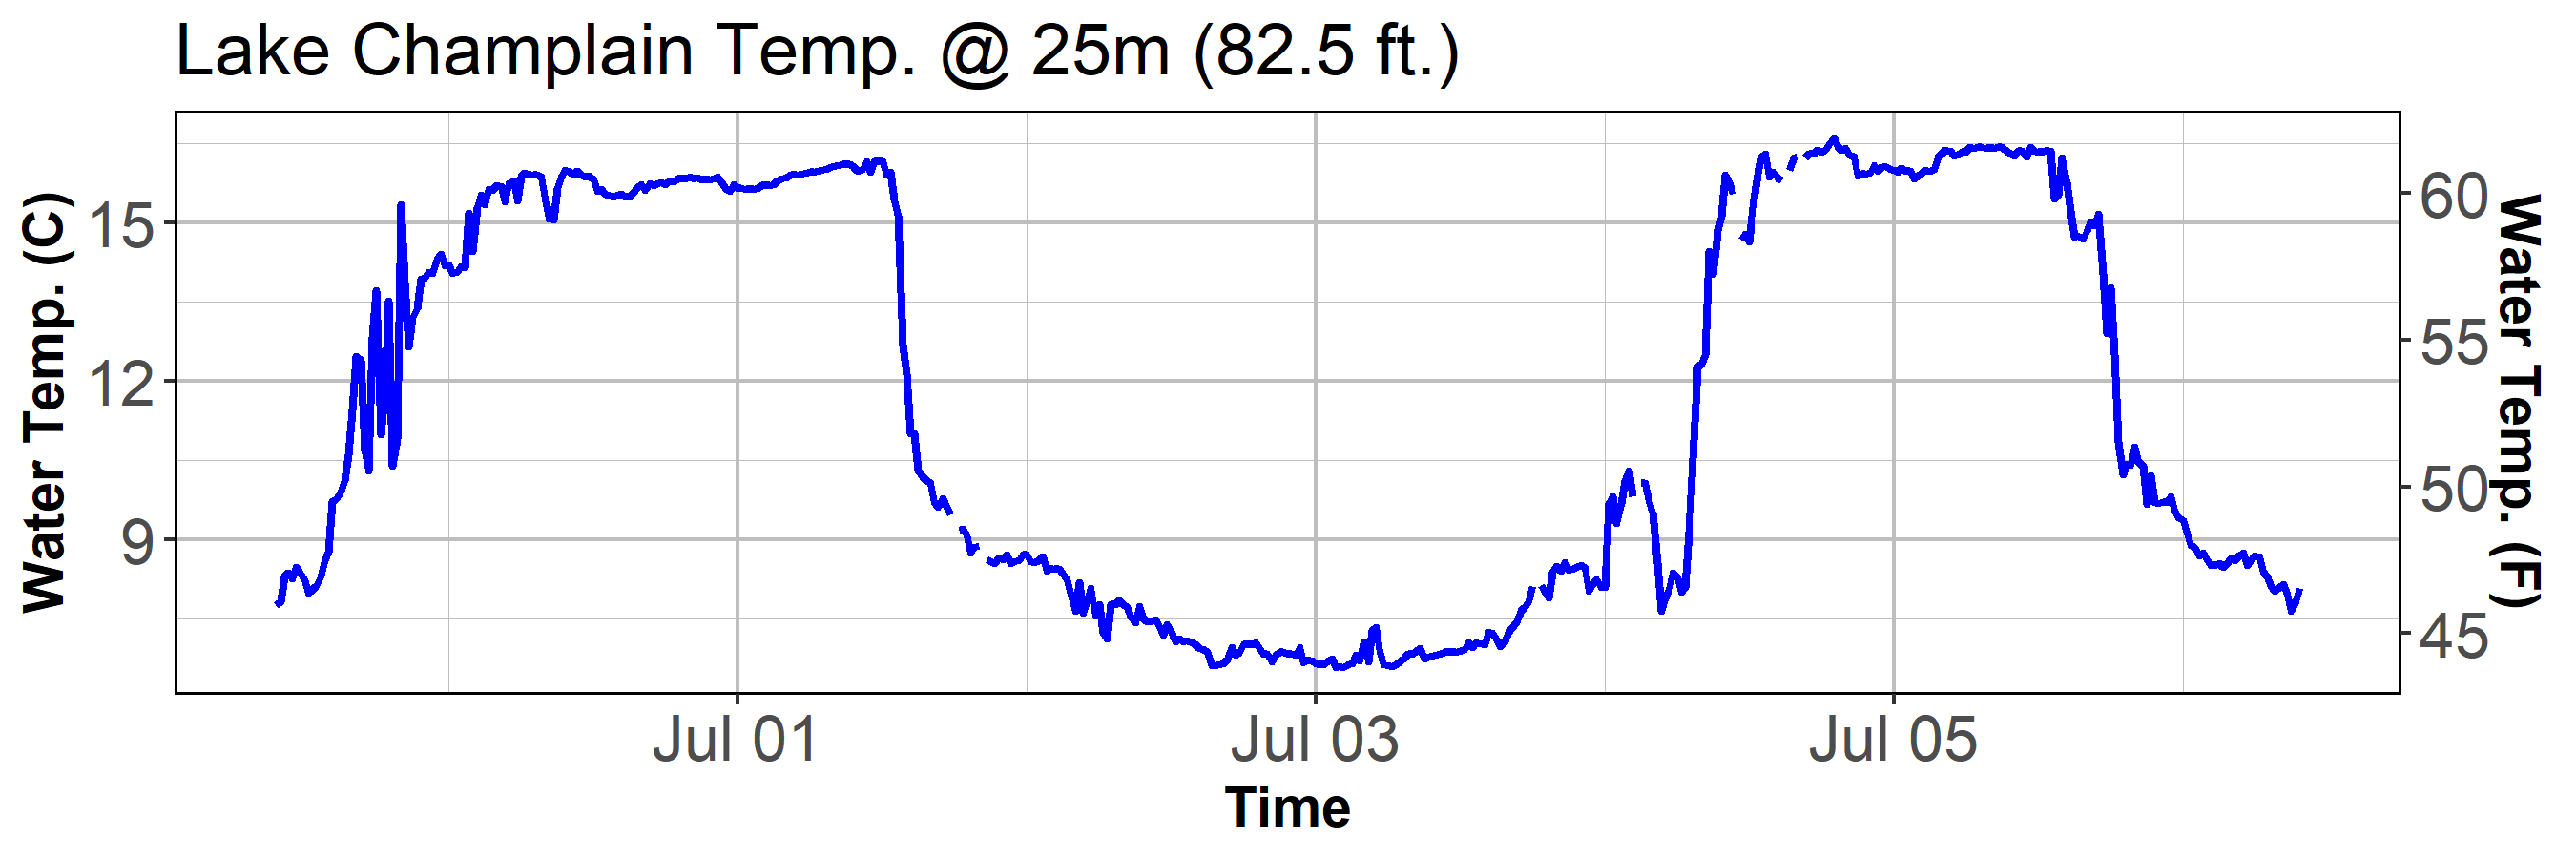 Lake Champlain Temp. @ 25m (82.5 ft.)
Water Temp. (C)
15
12
9
60
55
50
45
Water Temp. (F)
Jul 01 Jul 03 Jul 05
Time